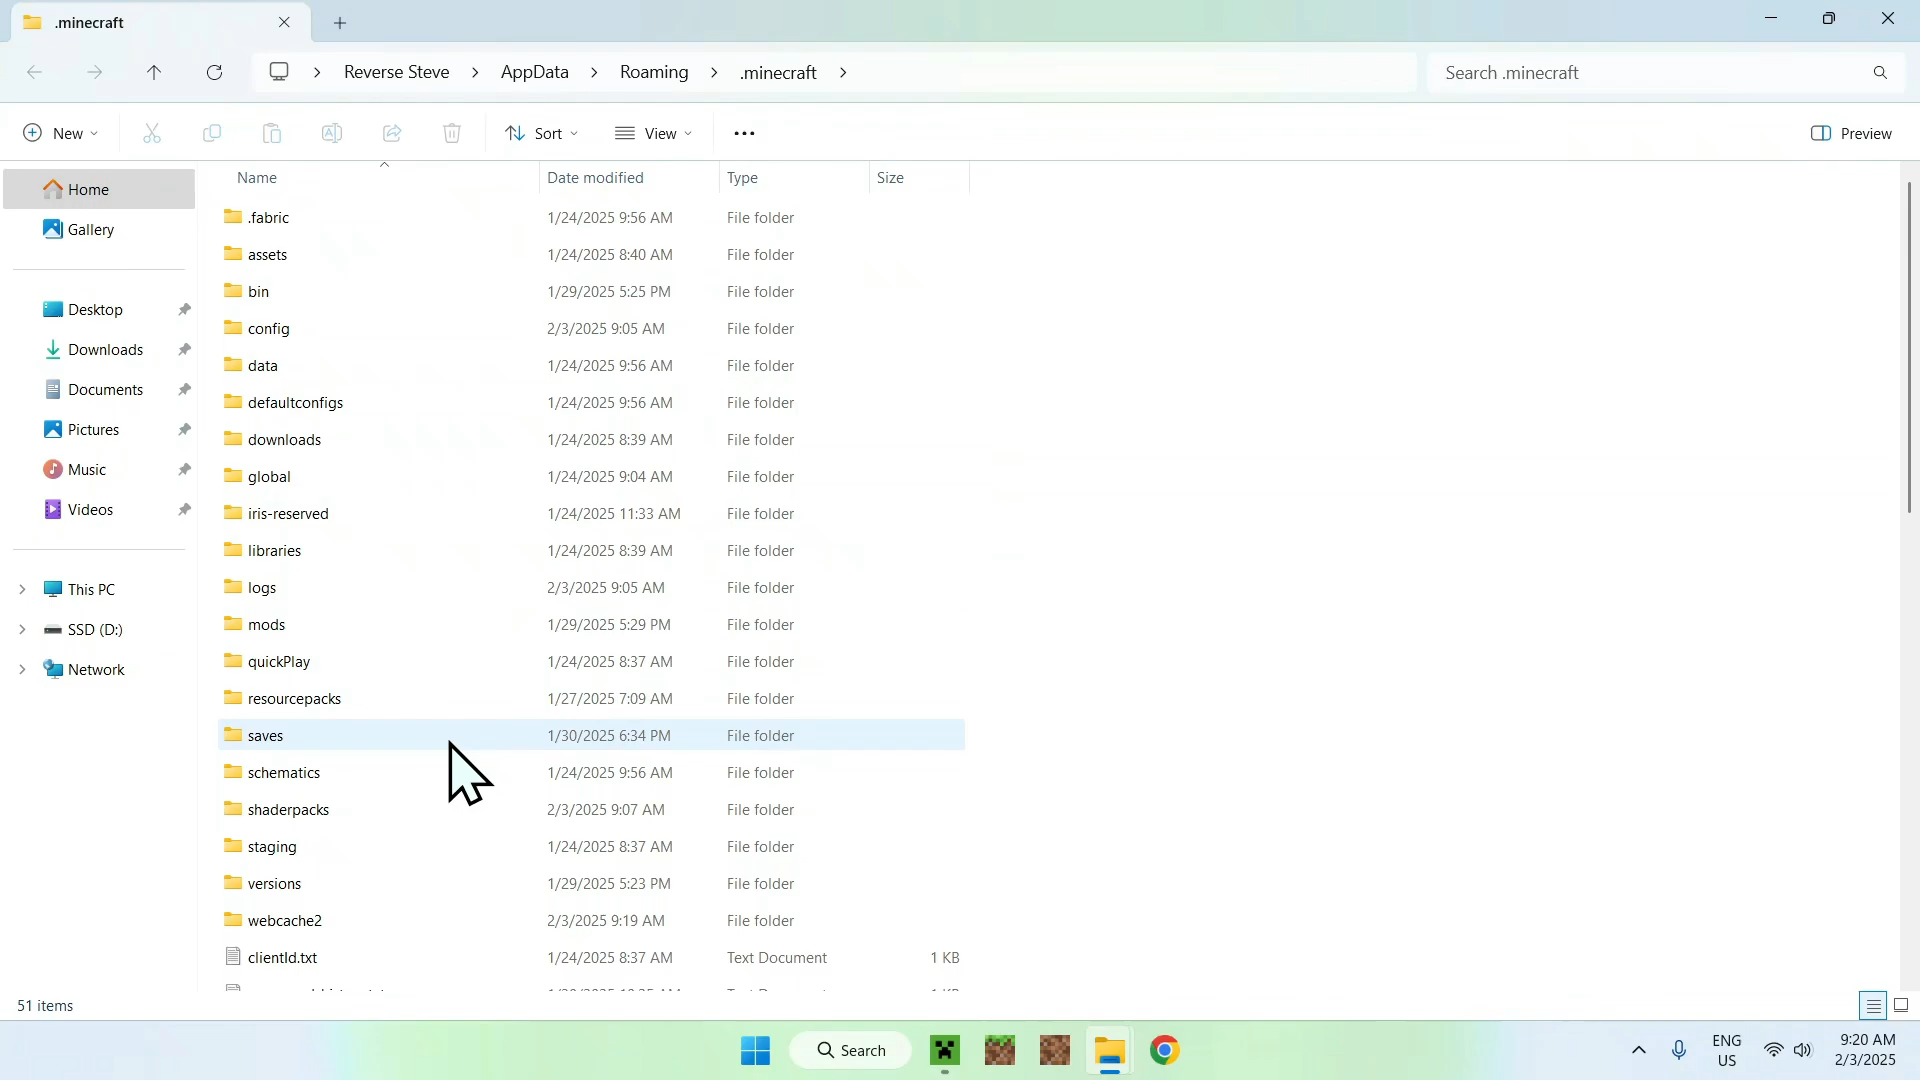 .minecraft
Reverse Steve AppData Roaming .minecraft
Search .minecraft
New
Sort
View
Preview
Home
Gallery
Desktop
Downloads
Documents
Pictures
Music
Videos
This PC
SSD (D:)
Network
Name Date modified Type Size
.fabric 1/24/2025 9:56 AM File folder
assets 1/24/2025 8:40 AM File folder
bin 1/29/2025 5:25 PM File folder
config 2/3/2025 9:05 AM File folder
data 1/24/2025 9:56 AM File folder
defaultconfigs 1/24/2025 9:56 AM File folder
downloads 1/24/2025 8:39 AM File folder
global 1/24/2025 9:04 AM File folder
iris-reserved 1/24/2025 11:33 AM File folder
libraries 1/24/2025 8:39 AM File folder
logs 2/3/2025 9:05 AM File folder
mods 1/29/2025 5:29 PM File folder
quickPlay 1/24/2025 8:37 AM File folder
resourcepacks 1/27/2025 7:09 AM File folder
saves 1/30/2025 6:34 PM File folder
schematics 1/24/2025 9:56 AM File folder
shaderpacks 2/3/2025 9:07 AM File folder
staging 1/24/2025 8:37 AM File folder
versions 1/29/2025 5:23 PM File folder
webcache2 2/3/2025 9:19 AM File folder
clientId.txt 1/24/2025 8:37 AM Text Document 1 KB
51 items
Search
ENG
US
9:20 AM
2/3/2025